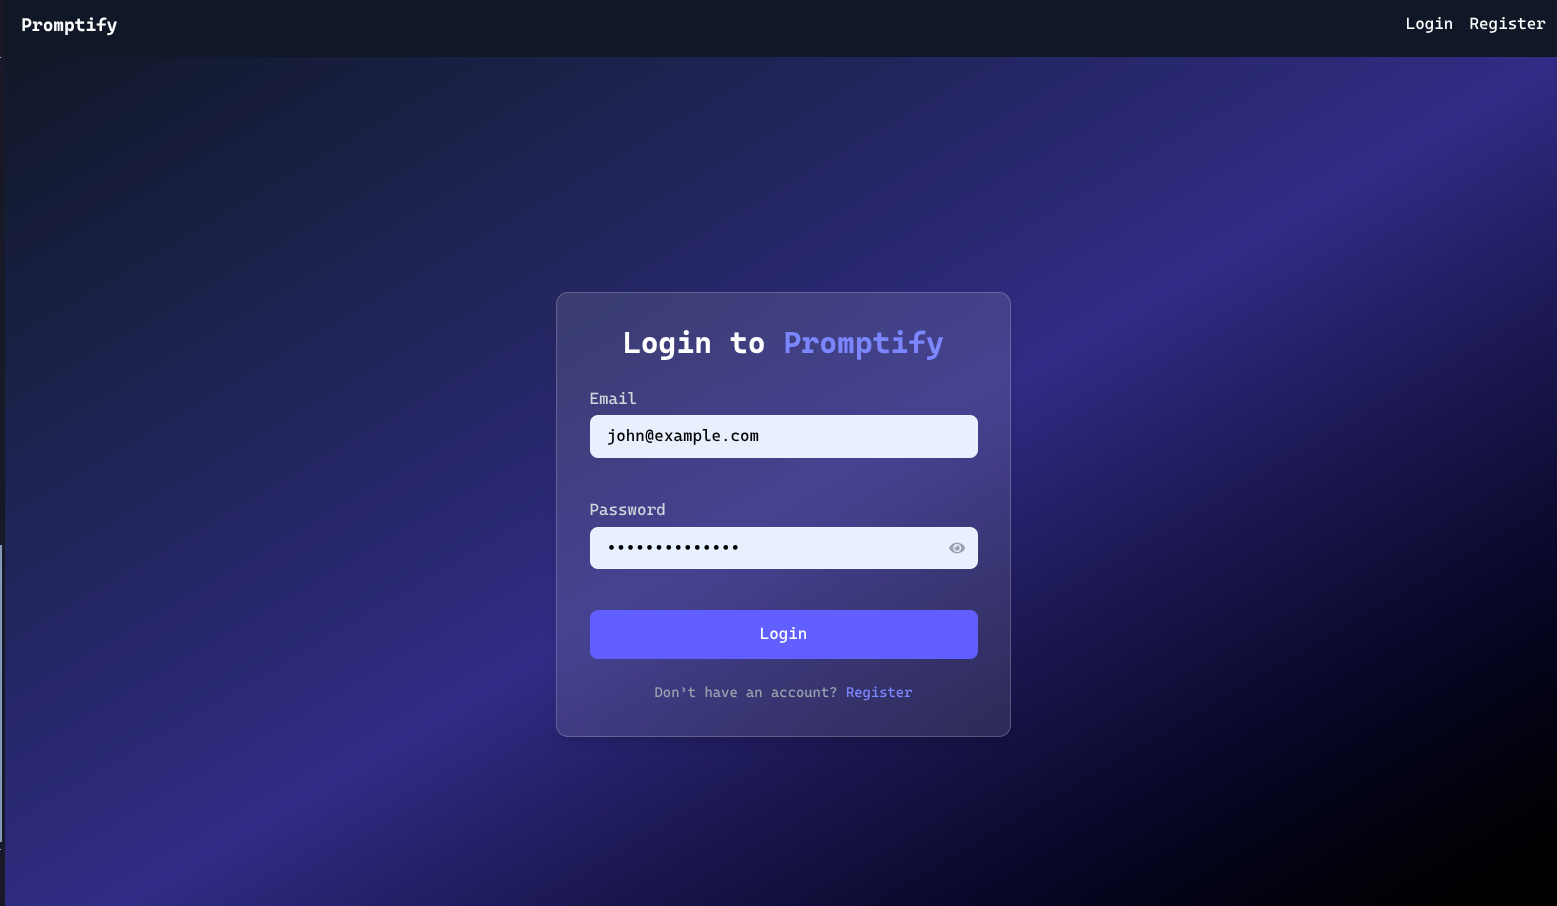 Promptify
Login Register
Login to Promptify
Email
john@example.com
Password
••••••••••••••
Login
Don't have an account? Register